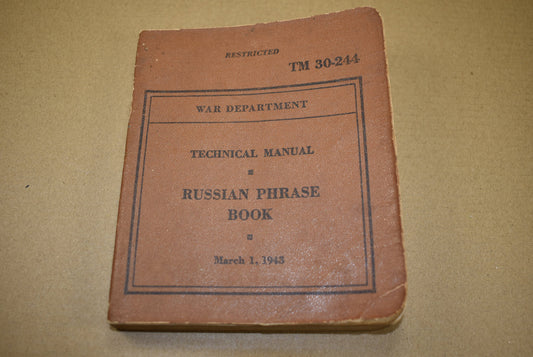 RESTRICTED
TM 30-244
WAR DEPARTMENT
TECHNICAL MANUAL
RUSSIAN PHRASE
BOOK
March 1, 1943